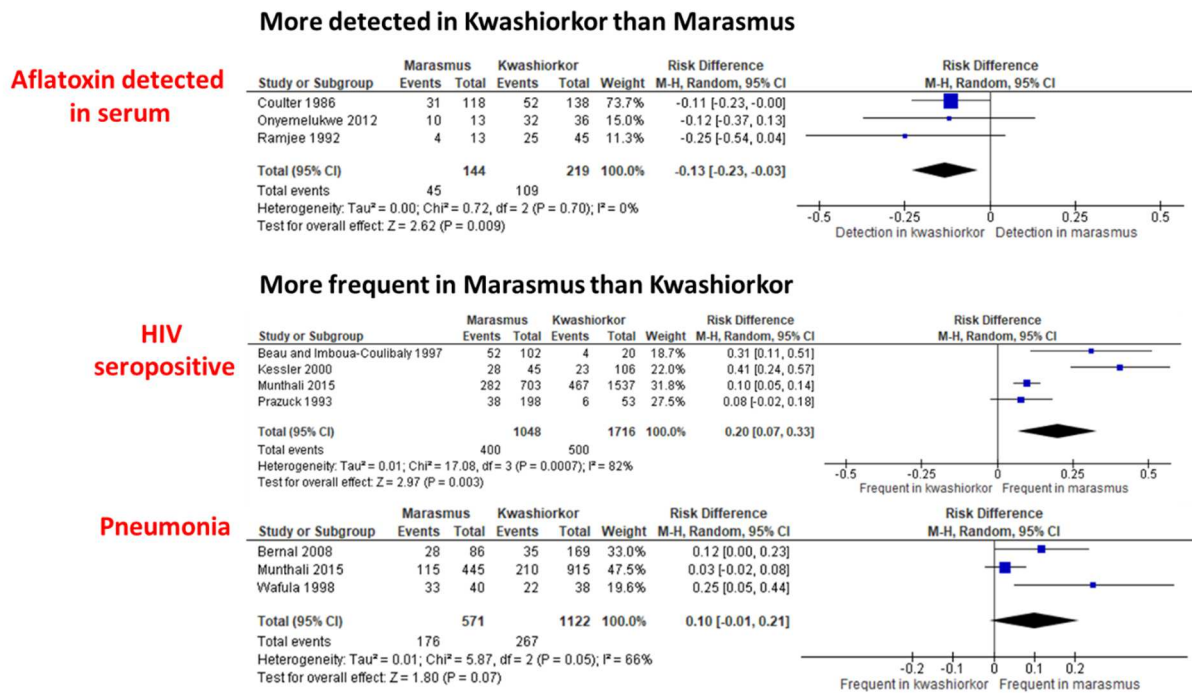 More detected in Kwashiorkor than Marasmus
Aflatoxin detected
in serum
Marasmus Kwashiorkor Risk Difference Risk Difference
Study or Subgroup Events Total Events Total Weight M-H, Random, 95% CI M-H, Random, 95% CI
Coulter 1986 31 118 52 138 73.7% -0.11 [-0.23, -0.00]
Onyemelukwe 2012 10 13 32 36 15.0% -0.12 [-0.37, 0.13]
Ramjee 1992 4 13 25 45 11.3% -0.25 [-0.54, 0.04]
Total (95% CI) 144 219 100.0% -0.13 [-0.23, -0.03]
Total events 45 109
Heterogeneity: Tau² = 0.00; Chi² = 0.72, df = 2 (P = 0.70); I² = 0%
Test for overall effect: Z = 2.62 (P = 0.009)
-0.5 -0.25 0 0.25 0.5
Detection in kwashiorkor Detection in marasmus
More frequent in Marasmus than Kwashiorkor
HIV
seropositive
Marasmus Kwashiorkor Risk Difference Risk Difference
Study or Subgroup Events Total Events Total Weight M-H, Random, 95% CI M-H, Random, 95% CI
Beau and Imboua-Coulibaly 1997 52 102 4 20 18.7% 0.31 [0.11, 0.51]
Kessler 2000 28 45 23 106 22.0% 0.41 [0.24, 0.57]
Munthali 2015 282 703 467 1537 31.8% 0.10 [0.05, 0.14]
Prazuck 1993 38 198 6 53 27.5% 0.08 [-0.02, 0.18]
Total (95% CI) 1048 1716 100.0% 0.20 [0.07, 0.33]
Total events 400 500
Heterogeneity: Tau² = 0.01; Chi² = 17.08, df = 3 (P = 0.0007); I² = 82%
Test for overall effect: Z = 2.97 (P = 0.003)
-0.5 -0.25 0 0.25 0.5
Frequent in kwashiorkor Frequent in marasmus
Pneumonia
Marasmus Kwashiorkor Risk Difference Risk Difference
Study or Subgroup Events Total Events Total Weight M-H, Random, 95% CI M-H, Random, 95% CI
Bernal 2008 28 86 35 169 33.0% 0.12 [0.00, 0.23]
Munthali 2015 115 445 210 915 47.5% 0.03 [-0.02, 0.08]
Wafula 1998 33 40 22 38 19.6% 0.25 [0.05, 0.44]
Total (95% CI) 571 1122 100.0% 0.10 [-0.01, 0.21]
Total events 176 267
Heterogeneity: Tau² = 0.01; Chi² = 5.87, df = 2 (P = 0.05); I² = 66%
Test for overall effect: Z = 1.80 (P = 0.07)
-0.2 -0.1 0 0.1 0.2
Frequent in kwashiorkor Frequent in marasmus